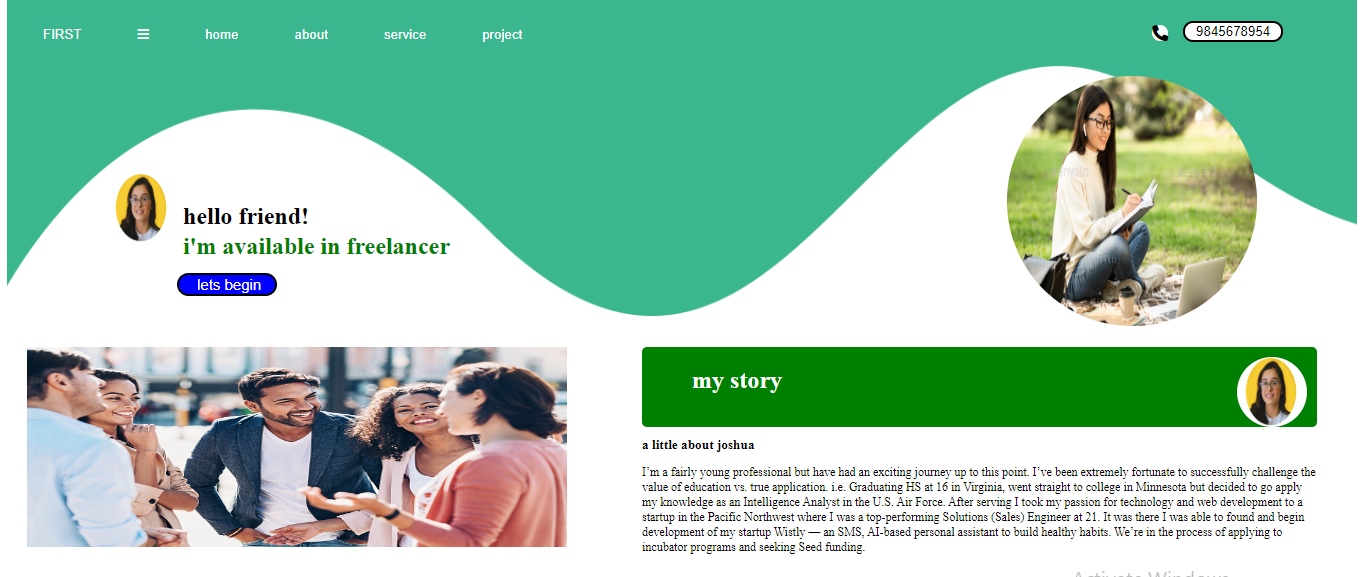 FIRST
home
about
service
project
9845678954
hello friend!
i'm available in freelancer
lets begin
my story
a little about joshua
I'm a fairly young professional but have had an exciting journey up to this point. I've been extremely fortunate to successfully challenge the
value of education vs. true application. i.e. Graduating HS at 16 in Virginia, went straight to college in Minnesota but decided to go apply
my knowledge as an Intelligence Analyst in the U.S. Air Force. After serving I took my passion for technology and web development to a
startup in the Pacific Northwest where I was a top-performing Solutions (Sales) Engineer at 21. It was there I was able to found and begin
development of my startup Wistly — an SMS, AI-based personal assistant to build healthy habits. We're in the process of applying to
incubator programs and seeking Seed funding.
Activate Windows